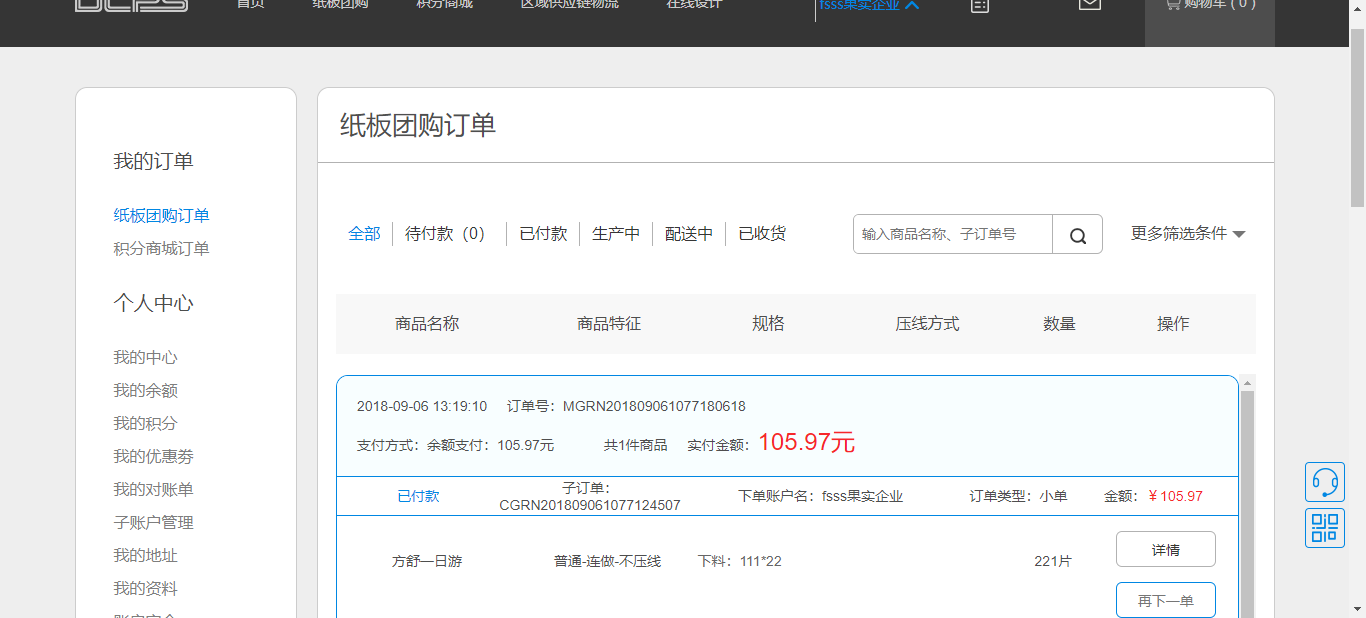 首页 纸板团购 积分商城 区域供应链物流 在线设计 fsss果实企业 购物车 ( 0 )
纸板团购订单
我的订单
纸板团购订单
积分商城订单
个人中心
我的中心
我的余额
我的积分
我的优惠劵
我的对账单
子账户管理
我的地址
我的资料
全部 待付款（0） 已付款 生产中 配送中 已收货 输入商品名称、子订单号 更多筛选条件
商品名称 商品特征 规格 压线方式 数量 操作
2018-09-06 13:19:10 订单号：MGRN201809061077180618
支付方式：余额支付：105.97元 共1件商品 实付金额：105.97元
已付款 子订单：CGRN201809061077124507 下单账户名：fsss果实企业 订单类型：小单 金额：￥105.97
方舒一日游 普通-连做-不压线 下料：111*22 221片 详情
再下一单